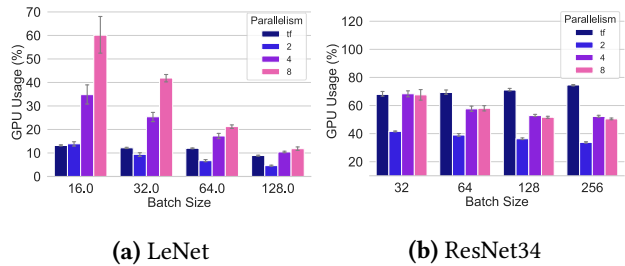 70
60
50
40
30
20
10
0
GPU Usage (%)
Parallelism
tf
2
4
8
16.0 32.0 64.0 128.0
Batch Size
(a) LeNet
120
100
80
60
40
20
GPU Usage (%)
Parallelism
tf
2
4
8
32 64 128 256
Batch Size
(b) ResNet34